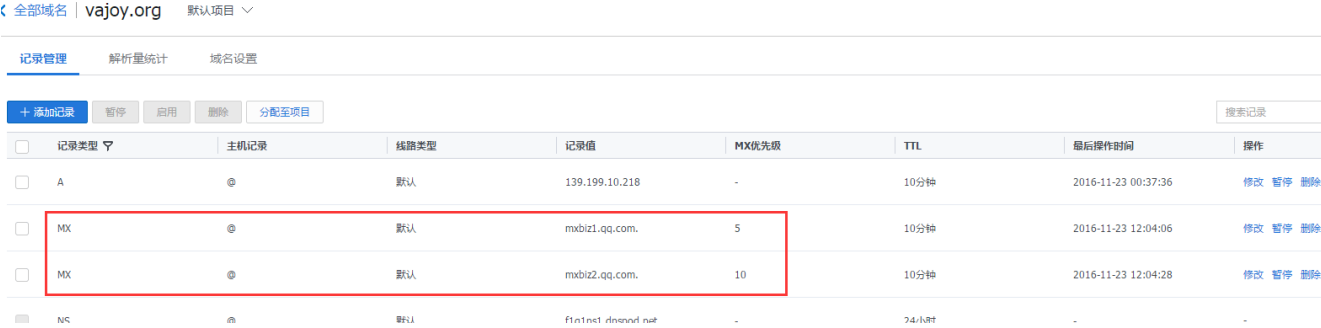 全部域名 vajoy.org 默认项目
记录管理 解析量统计 域名设置
+ 添加记录 暂停 启用 删除 分配至项目 搜索记录
记录类型 主机记录 线路类型 记录值 MX优先级 TTL 最后操作时间 操作
A @ 默认 139.199.10.218 - 10分钟 2016-11-23 00:37:36 修改 暂停 删除
MX @ 默认 mxbiz1.qq.com. 5 10分钟 2016-11-23 12:04:06 修改 暂停 删除
MX @ 默认 mxbiz2.qq.com. 10 10分钟 2016-11-23 12:04:28 修改 暂停 删除
NS @ 默认 f1g1ns1.dnspod.net. - 24小时 - -